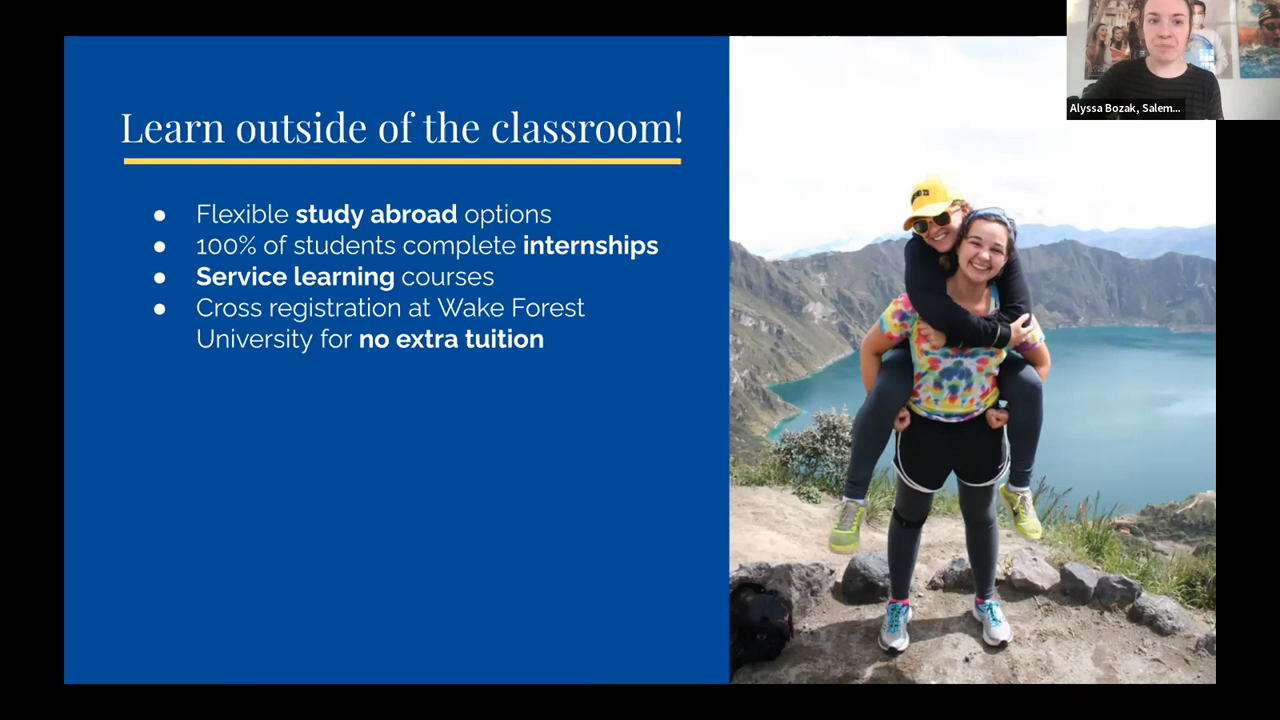 Alyssa Bozak, Salem...
Learn outside of the classroom!
● Flexible study abroad options
● 100% of students complete internships
● Service learning courses
● Cross registration at Wake Forest
University for no extra tuition